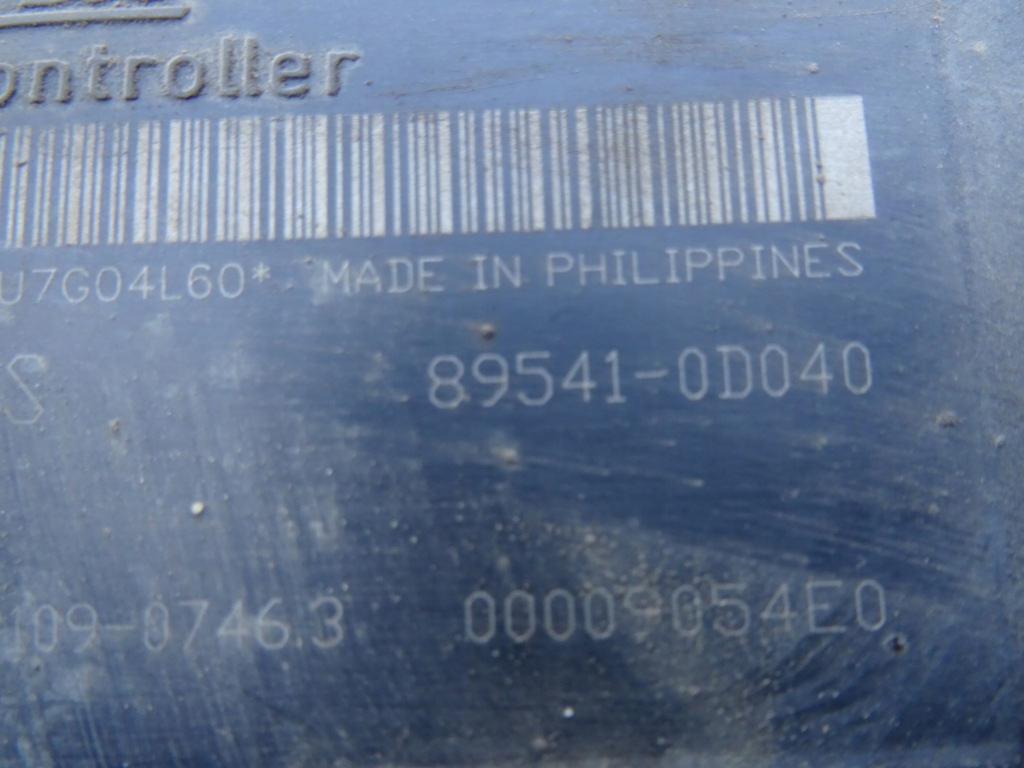 ontroller
U7G04L60* MADE IN PHILIPPINES
S 89541-0D040
109-0746.3 00009054E0